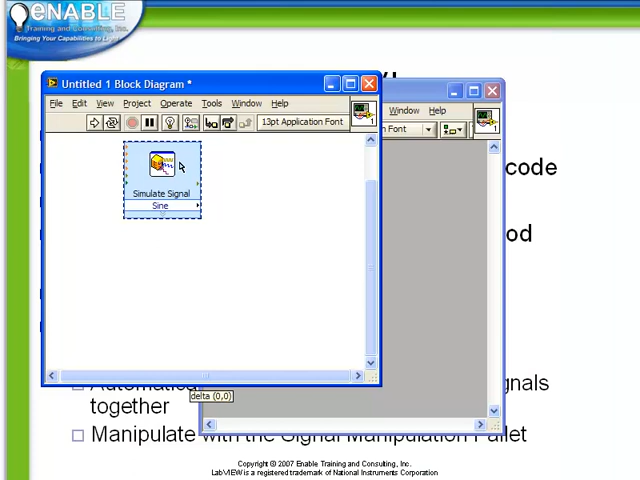 eNABLE
Training and Consulting, Inc.
Bringing Your Capabilities to Light
Untitled 1 Block Diagram *
File Edit View Project Operate Tools Window Help
Window Help
13pt Application Font
Font
1
1
code
Simulate Signal
Sine
od
delta (0,0)
gnals
together
Manipulate with the Signal Manipulation Pallet
Copyright © 2007 Enable Training and Consulting, Inc.
LabVIEW is a registered trademark of National Instruments Corporation